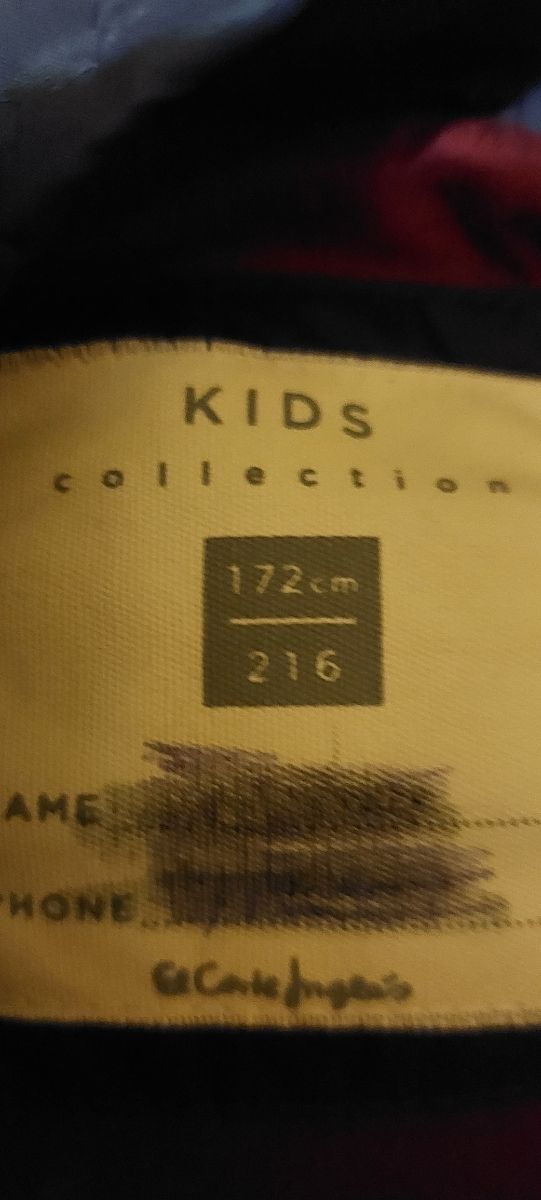 KIDS
collection
172cm
216
AME
HONE
El Corte Inglés